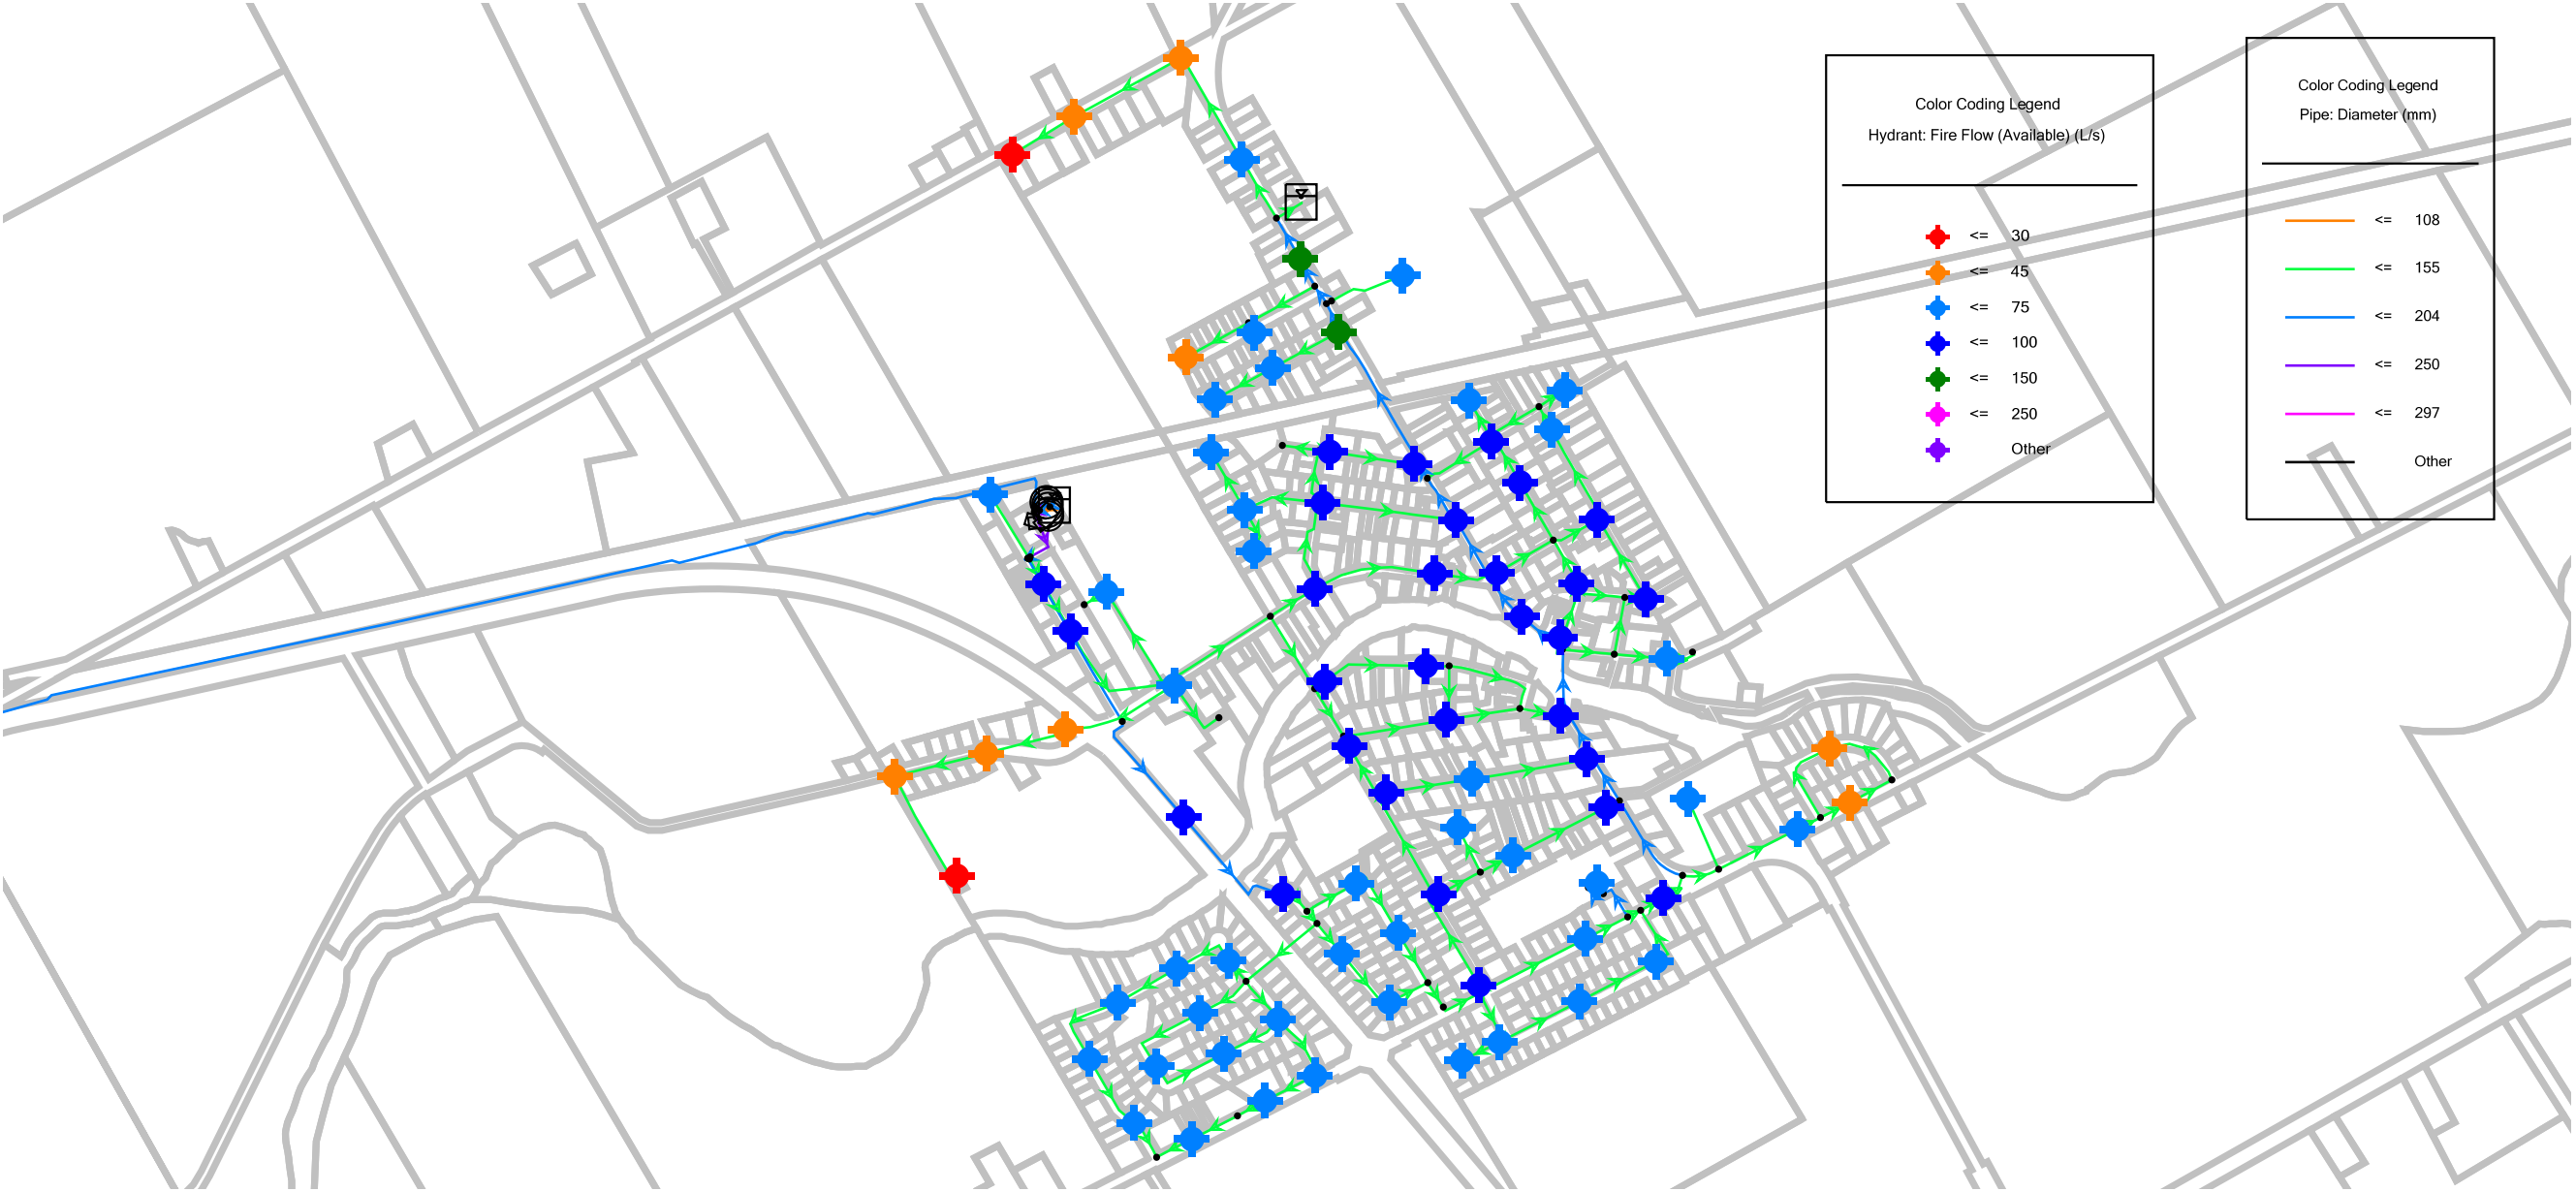 Color Coding Legend
Hydrant: Fire Flow (Available) (L/s)
<= 30
<= 45
<= 75
<= 100
<= 150
<= 250
Other
Color Coding Legend
Pipe: Diameter (mm)
<= 108
<= 155
<= 204
<= 250
<= 297
Other